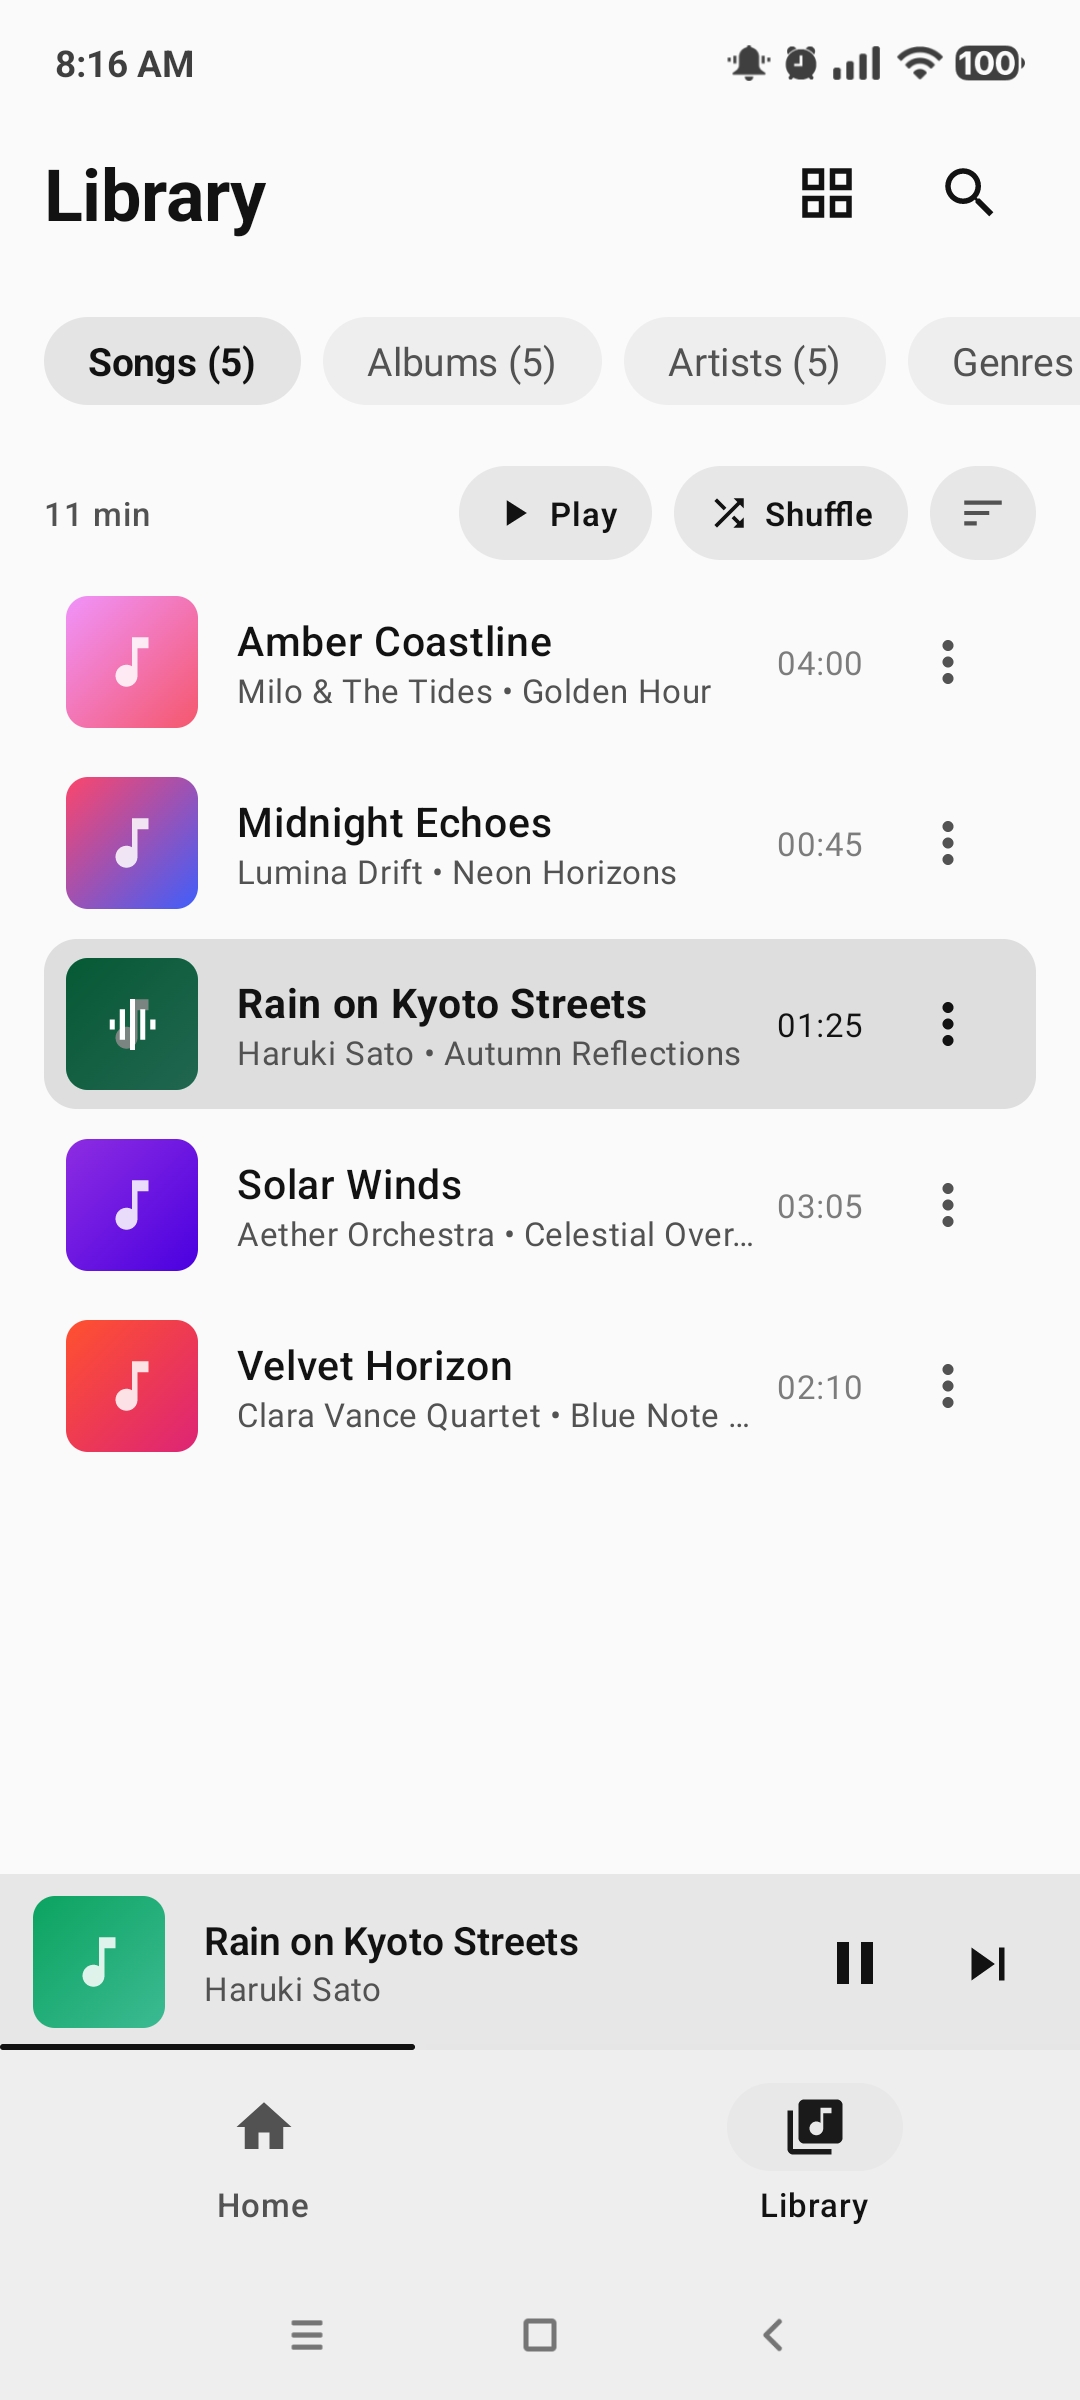 8:16 AM
100
Library
Songs (5)
Albums (5)
Artists (5)
Genres
11 min
Play
Shuffle
Amber Coastline
Milo & The Tides • Golden Hour
04:00
Midnight Echoes
Lumina Drift • Neon Horizons
00:45
Rain on Kyoto Streets
Haruki Sato • Autumn Reflections
01:25
Solar Winds
Aether Orchestra • Celestial Over...
03:05
Velvet Horizon
Clara Vance Quartet • Blue Note ...
02:10
Rain on Kyoto Streets
Haruki Sato
Home
Library